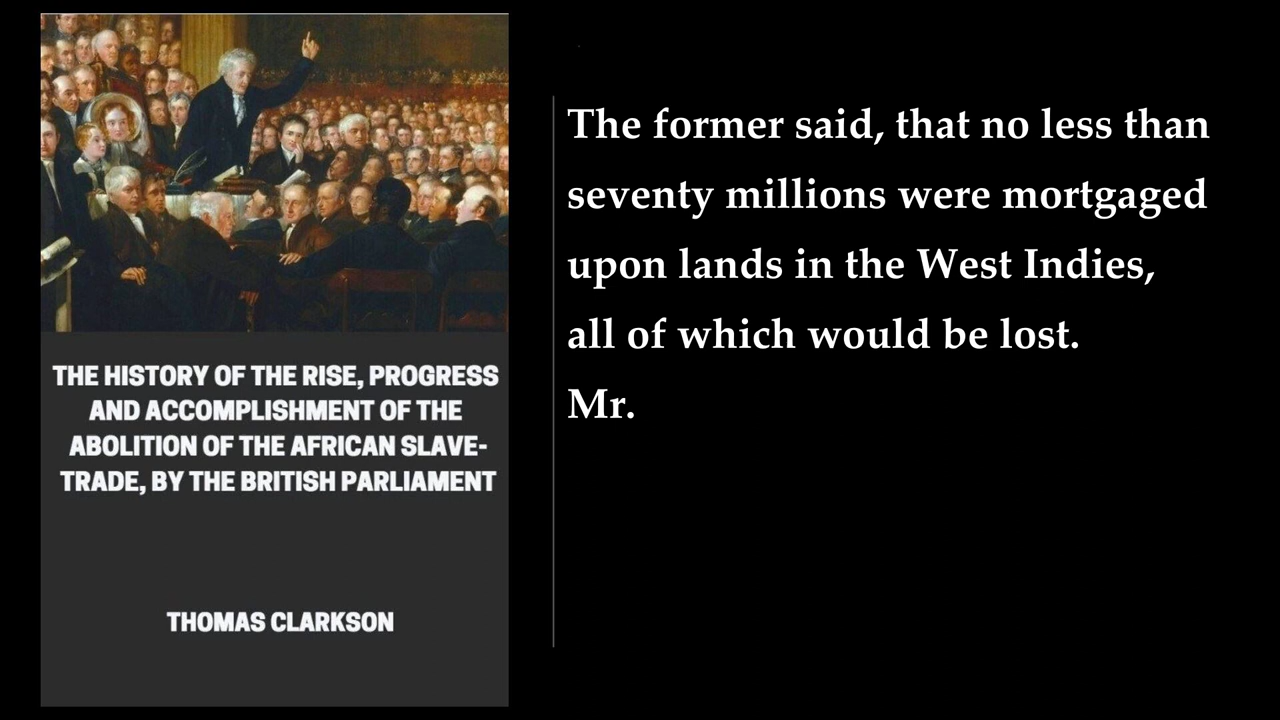 THE HISTORY OF THE RISE, PROGRESS
AND ACCOMPLISHMENT OF THE
ABOLITION OF THE AFRICAN SLAVE-
TRADE, BY THE BRITISH PARLIAMENT
THOMAS CLARKSON
The former said, that no less than
seventy millions were mortgaged
upon lands in the West Indies,
all of which would be lost.
Mr.